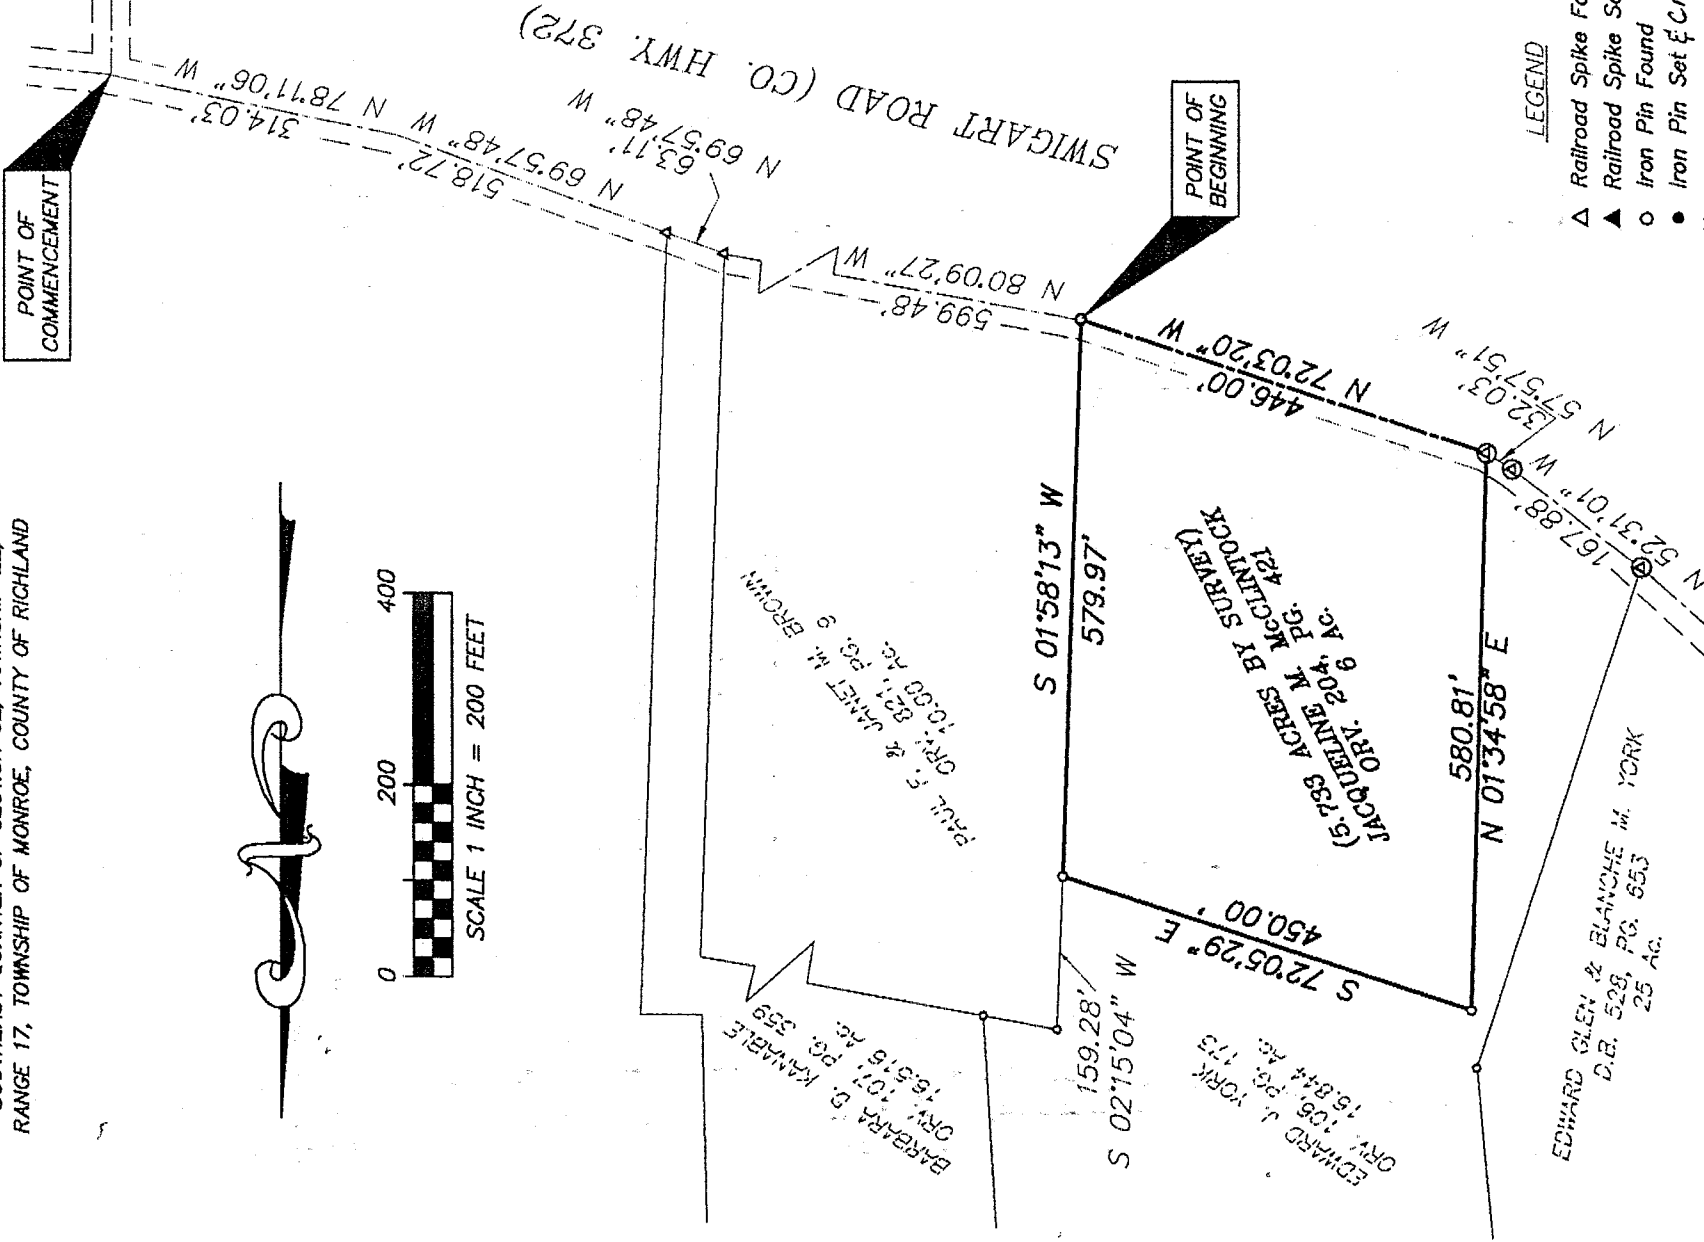 RANGE 17, TOWNSHIP OF MONROE, COUNTY OF RICHLAND
POINT OF
COMMENCEMENT
N 78°11'06" W
314.03'
N 69°57'48" W
518.72'
63.11'
N 69°57'48" W
SWIGART ROAD (CO. HWY. 372)
N 80°09'27" W
599.48'
POINT OF
BEGINNING
N 72°03'20" W
446.00'
32.03'
N 57°57'51" W
167.88'
N 52°31'01" W
0 200 400
SCALE 1 INCH = 200 FEET
PAUL F. & JANET M. BROWN
ORV. 821, PG. 9
10.00 AC.
S 01°58'13" W
579.97'
(5.733 ACRES BY SURVEY)
JACQUELINE M. McCLINTOCK
ORV. 204, PG. 421
6 AC.
580.81'
N 01°34'58" E
S 72°05'29" E
450.00'
159.28'
S 02°15'04" W
BARBARA D. KANABLE
ORV. 107, PG. 359
15.516 AC.
EDWARD J. YORK
ORV. 106, PG. 173
15.844 AC.
EDWARD GLEN & BLANCHE M. YORK
D.B. 528, PG. 653
25 AC.
LEGEND
Railroad Spike
Railroad Spike
Iron Pin Found
Iron Pin Set &